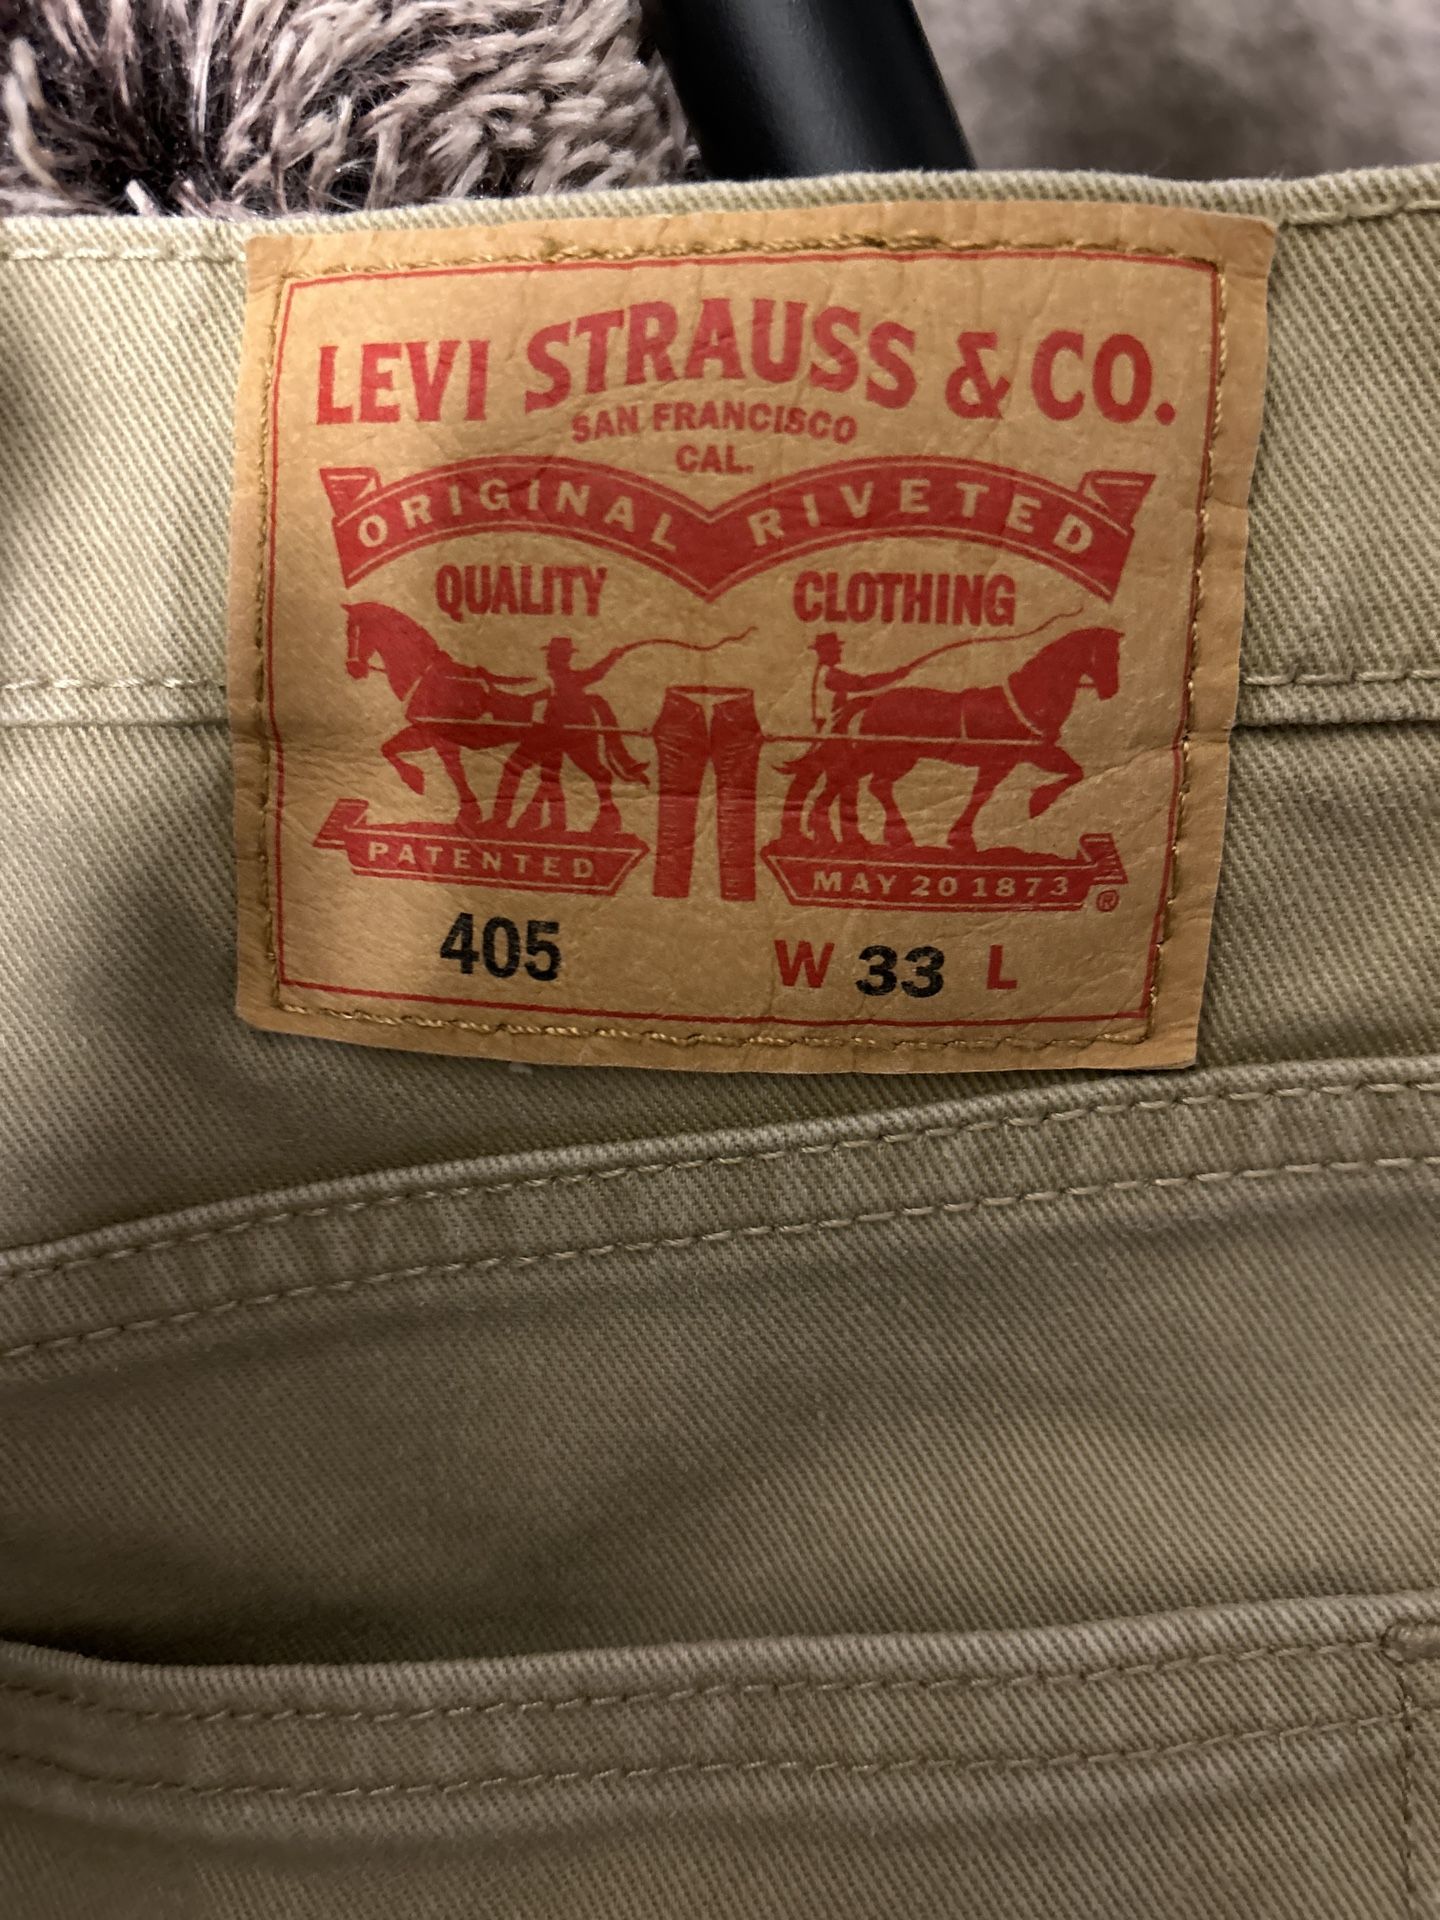 LEVI STRAUSS & CO.
SAN FRANCISCO
CAL.
ORIGINAL RIVETED
QUALITY CLOTHING
PATENTED MAY 20 1873 ®
405 W 33 L